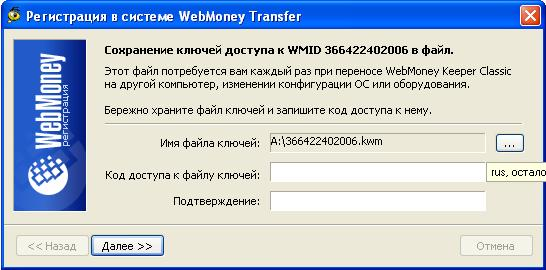 Регистрация в системе WebMoney Transfer
WebMoney
регистрация
Сохранение ключей доступа к WMID 366422402006 в файл.
Этот файл потребуется вам каждый раз при переносе WebMoney Keeper Classic
на другой компьютер, изменении конфигурации ОС или оборудования.
Бережно храните файл ключей и запишите код доступа к нему.
Имя файла ключей: A:\366422402006.kwm ...
Код доступа к файлу ключей:
rus, остало
Подтверждение:
<< Назад Далее >> Отмена